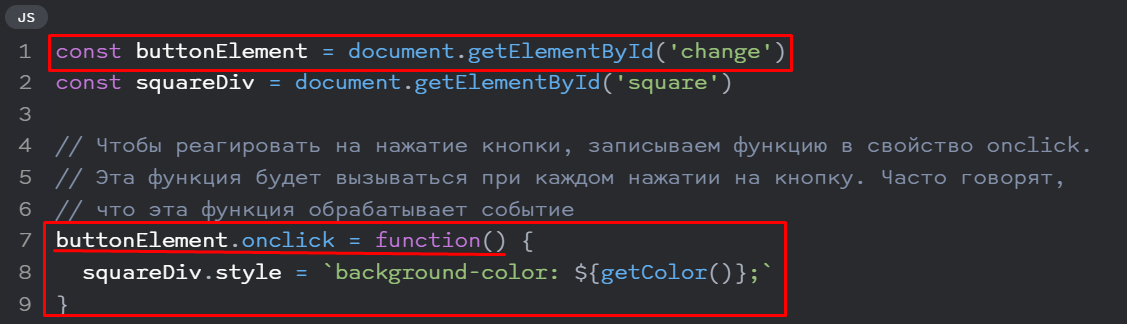 JS
1 const buttonElement = document.getElementById('change')
2 const squareDiv = document.getElementById('square')
3
4 // Чтобы реагировать на нажатие кнопки, записываем функцию в свойство onclick.
5 // Эта функция будет вызываться при каждом нажатии на кнопку. Часто говорят,
6 // что эта функция обрабатывает событие
7 buttonElement.onclick = function() {
8   squareDiv.style = `background-color: ${getColor()};`
9 }